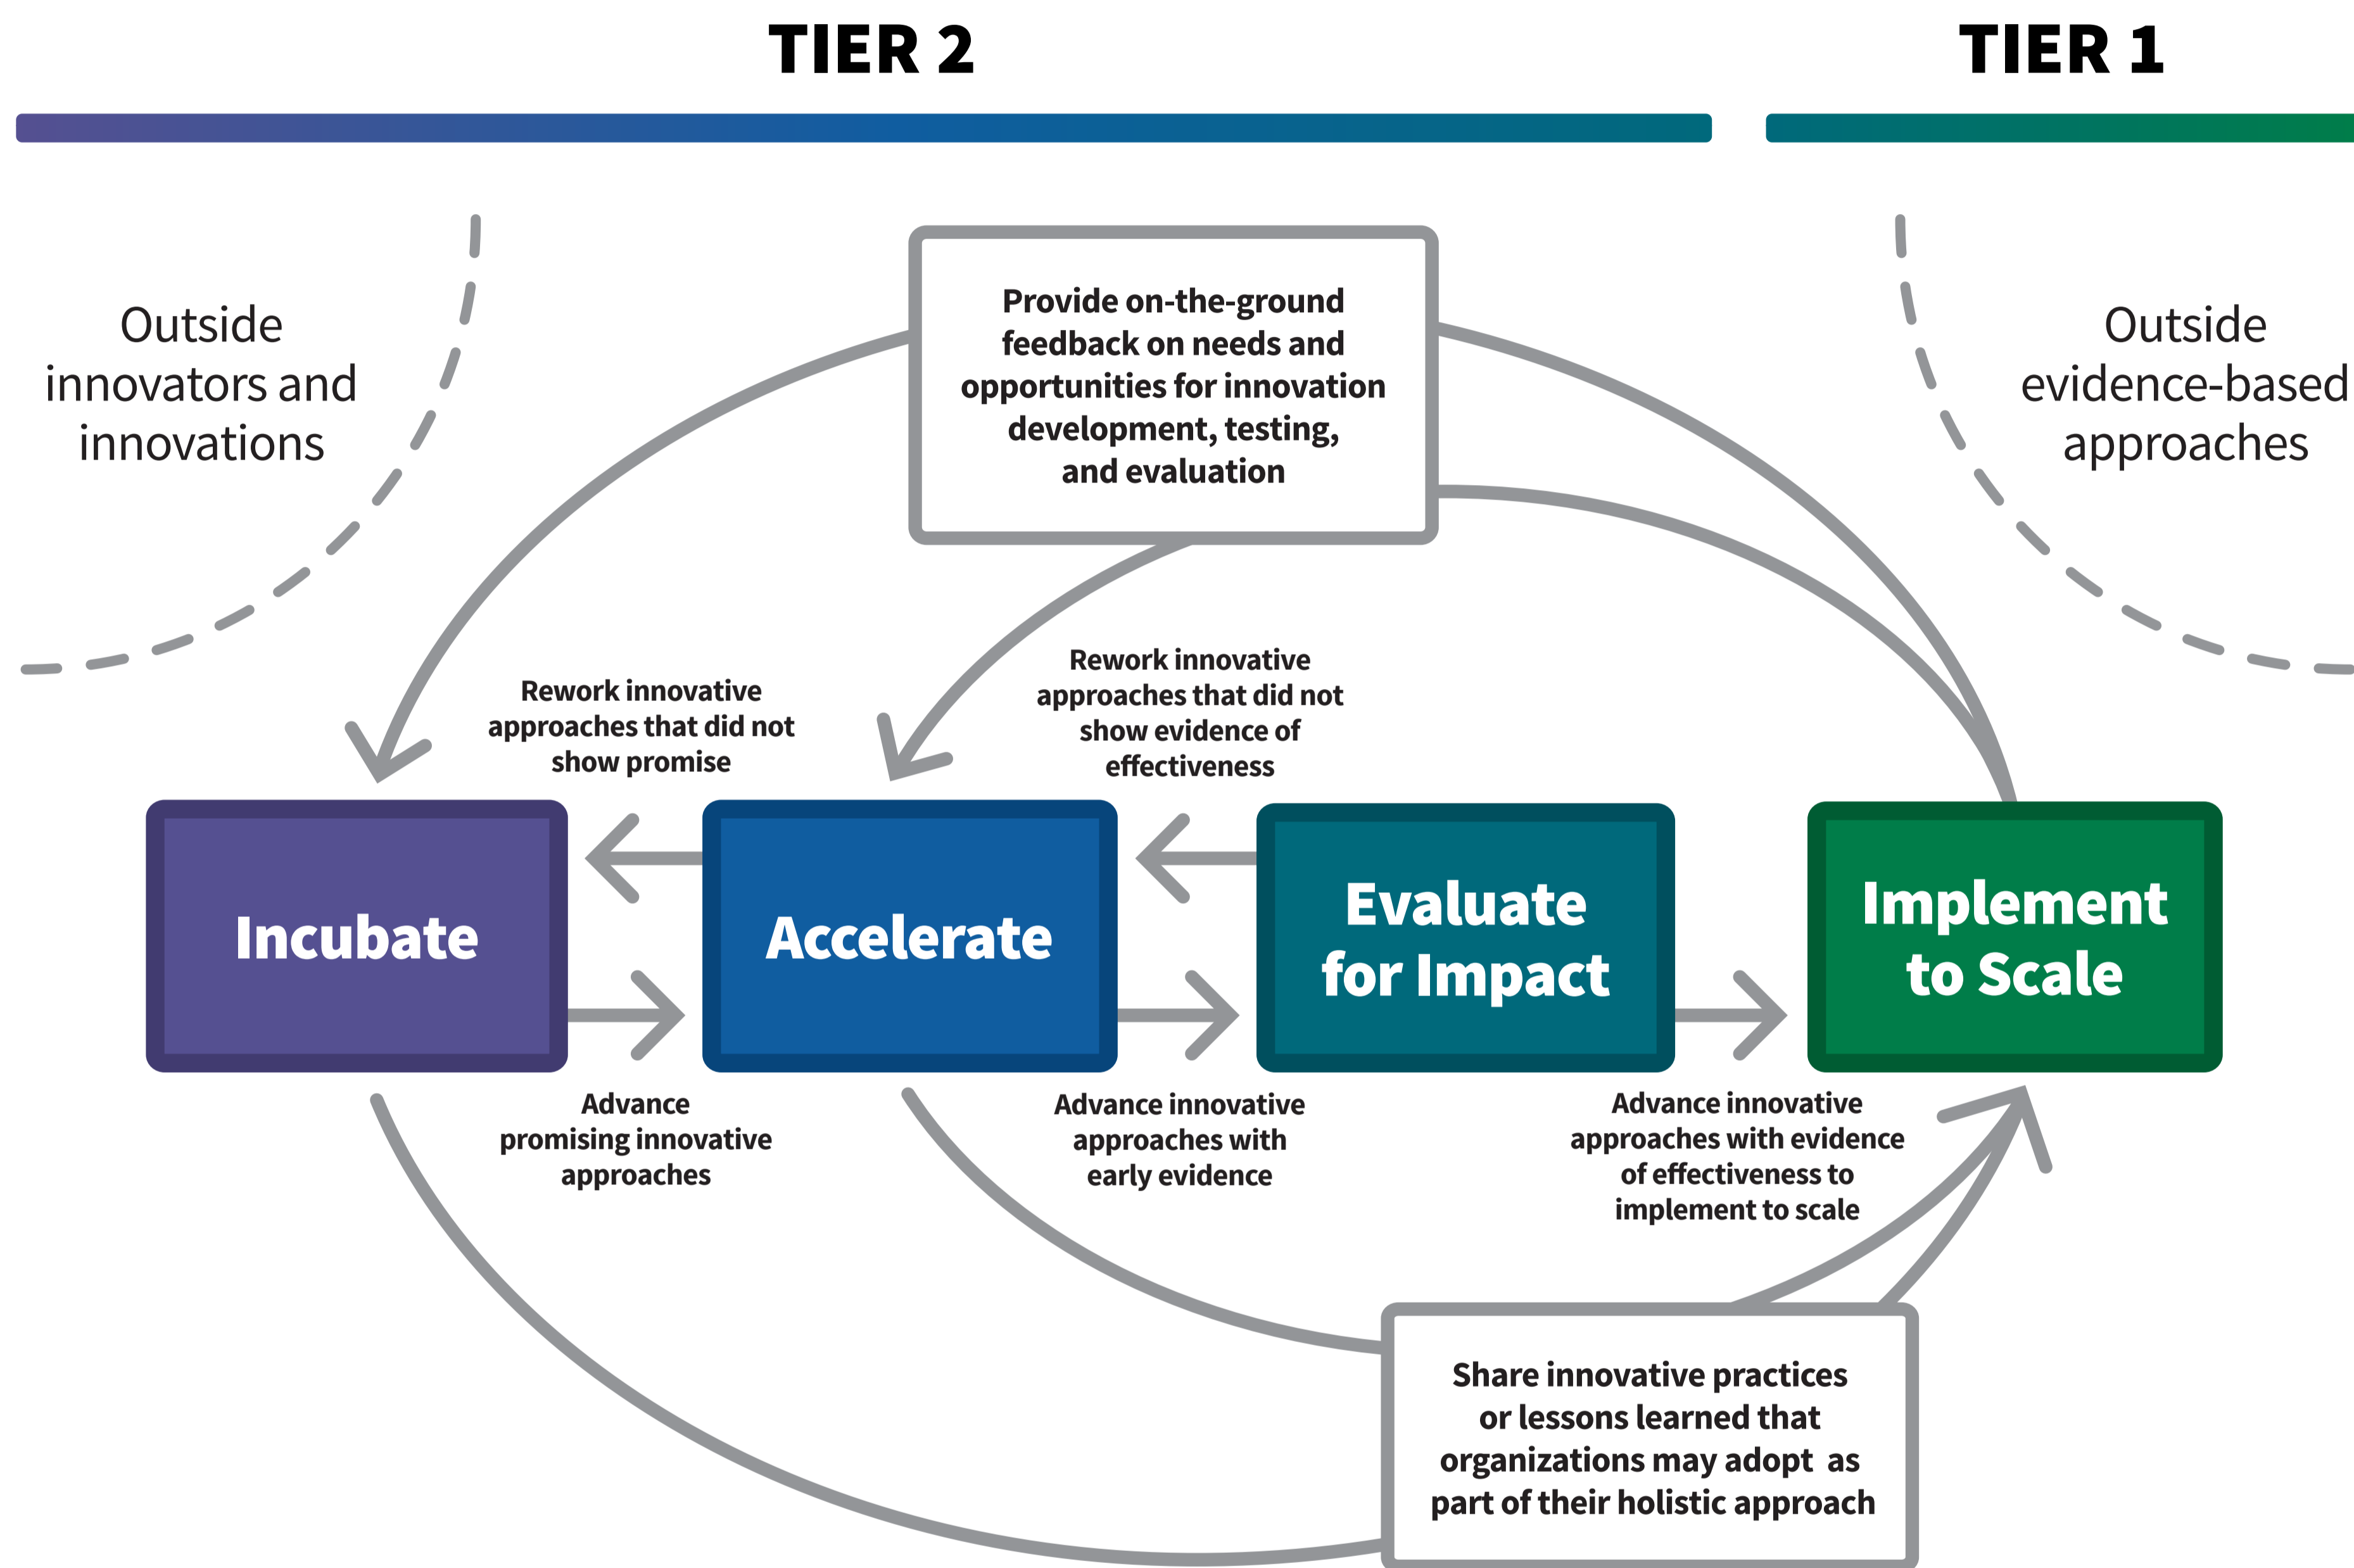 TIER 2
TIER 1
Outside
innovators and
innovations
Provide on-the-ground
feedback on needs and
opportunities for innovation
development, testing,
and evaluation
Outside
evidence-based
approaches
Rework innovative
approaches that did not
show promise
Rework innovative
approaches that did not
show evidence of
effectiveness
Incubate
Accelerate
Evaluate
for Impact
Implement
to Scale
Advance
promising innovative
approaches
Advance innovative
approaches with
early evidence
Advance innovative
approaches with evidence
of effectiveness to
implement to scale
Share innovative practices
or lessons learned that
organizations may adopt as
part of their holistic approach